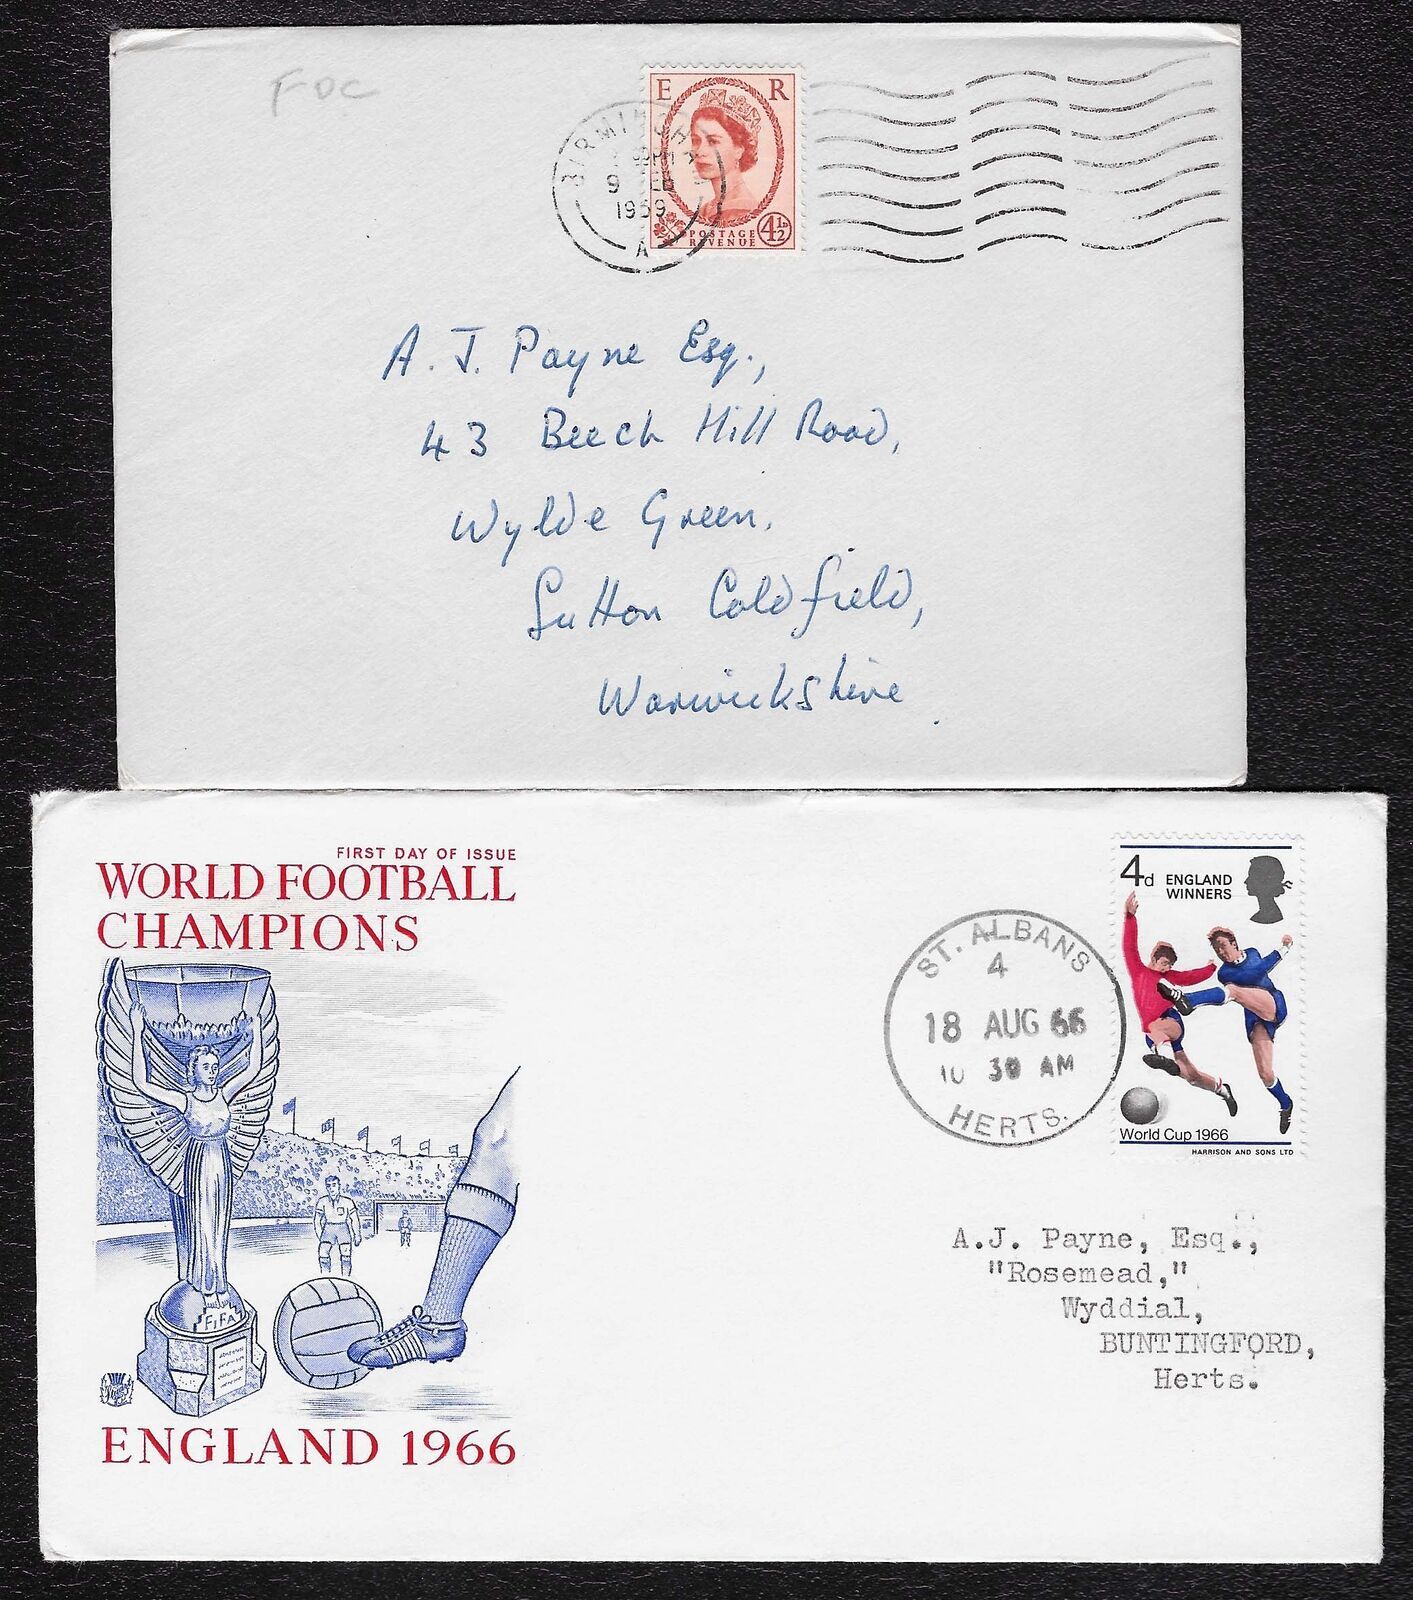 FDC
E R
BIRMINGH
9 FEB
1959
A
POSTAGE
REVENUE
4½D
A. J. Payne Esq.,
43 Beech Hill Road,
Wylde Green,
Sutton Coldfield,
Warwickshire.
FIRST DAY OF ISSUE
WORLD FOOTBALL
CHAMPIONS
FIFA
ENGLAND 1966
ST. ALBANS
4
18 AUG 66
10 30 AM
HERTS.
4d ENGLAND
WINNERS
World Cup 1966
HARRISON AND SONS LTD
A.J. Payne, Esq.,
"Rosemead,"
Wyddial,
BUNTINGFORD,
Herts.